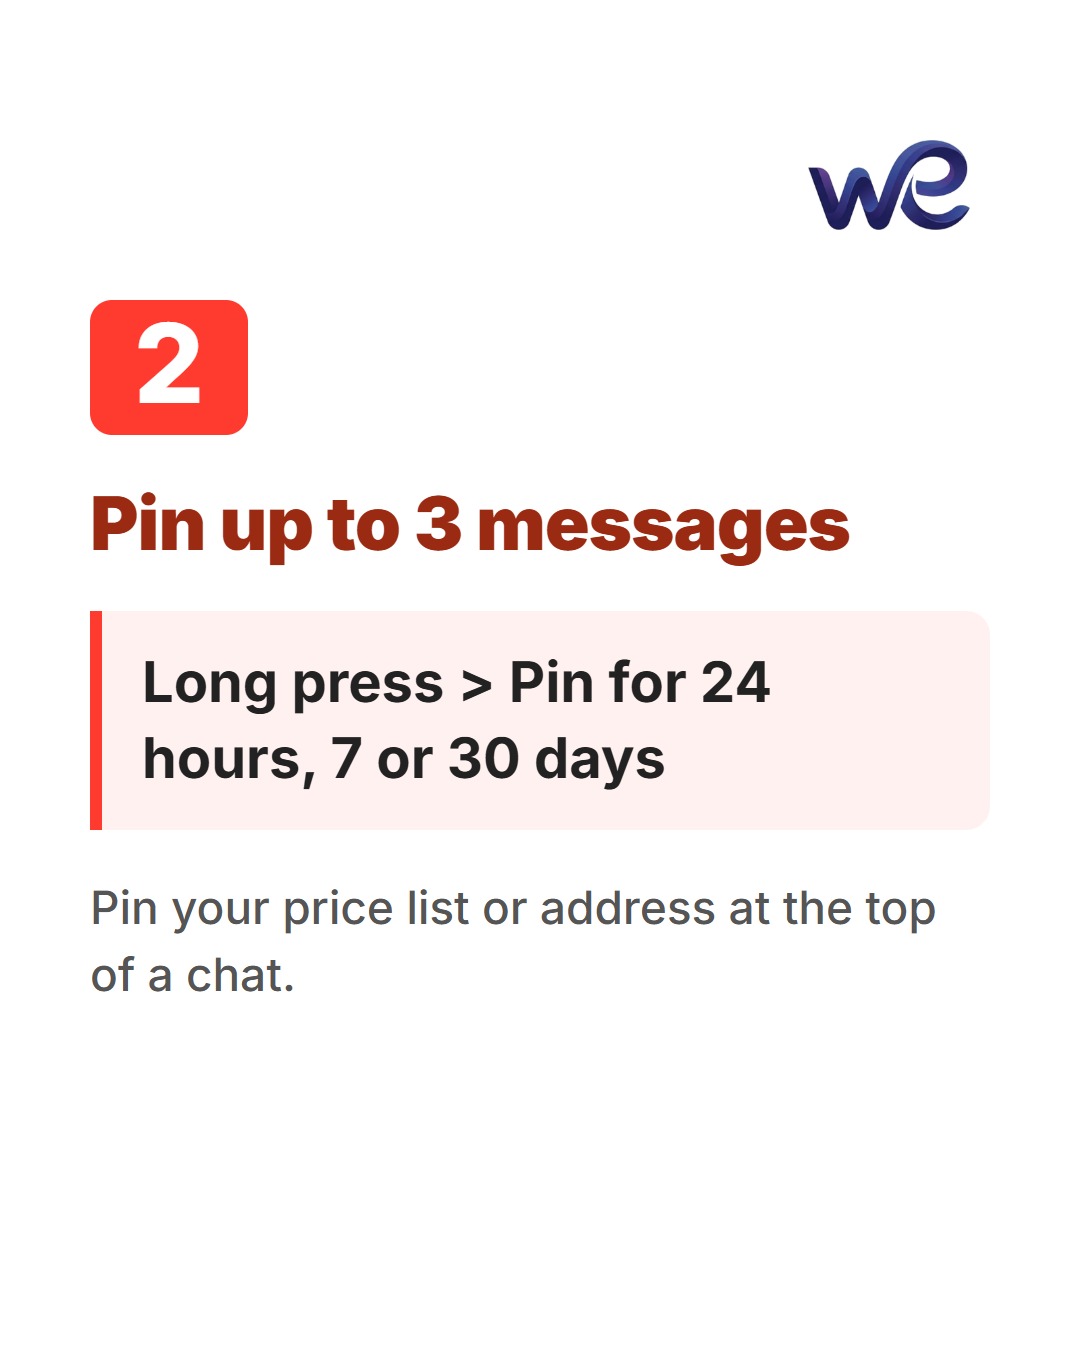 we
2
Pin up to 3 messages
Long press > Pin for 24
hours, 7 or 30 days
Pin your price list or address at the top
of a chat.